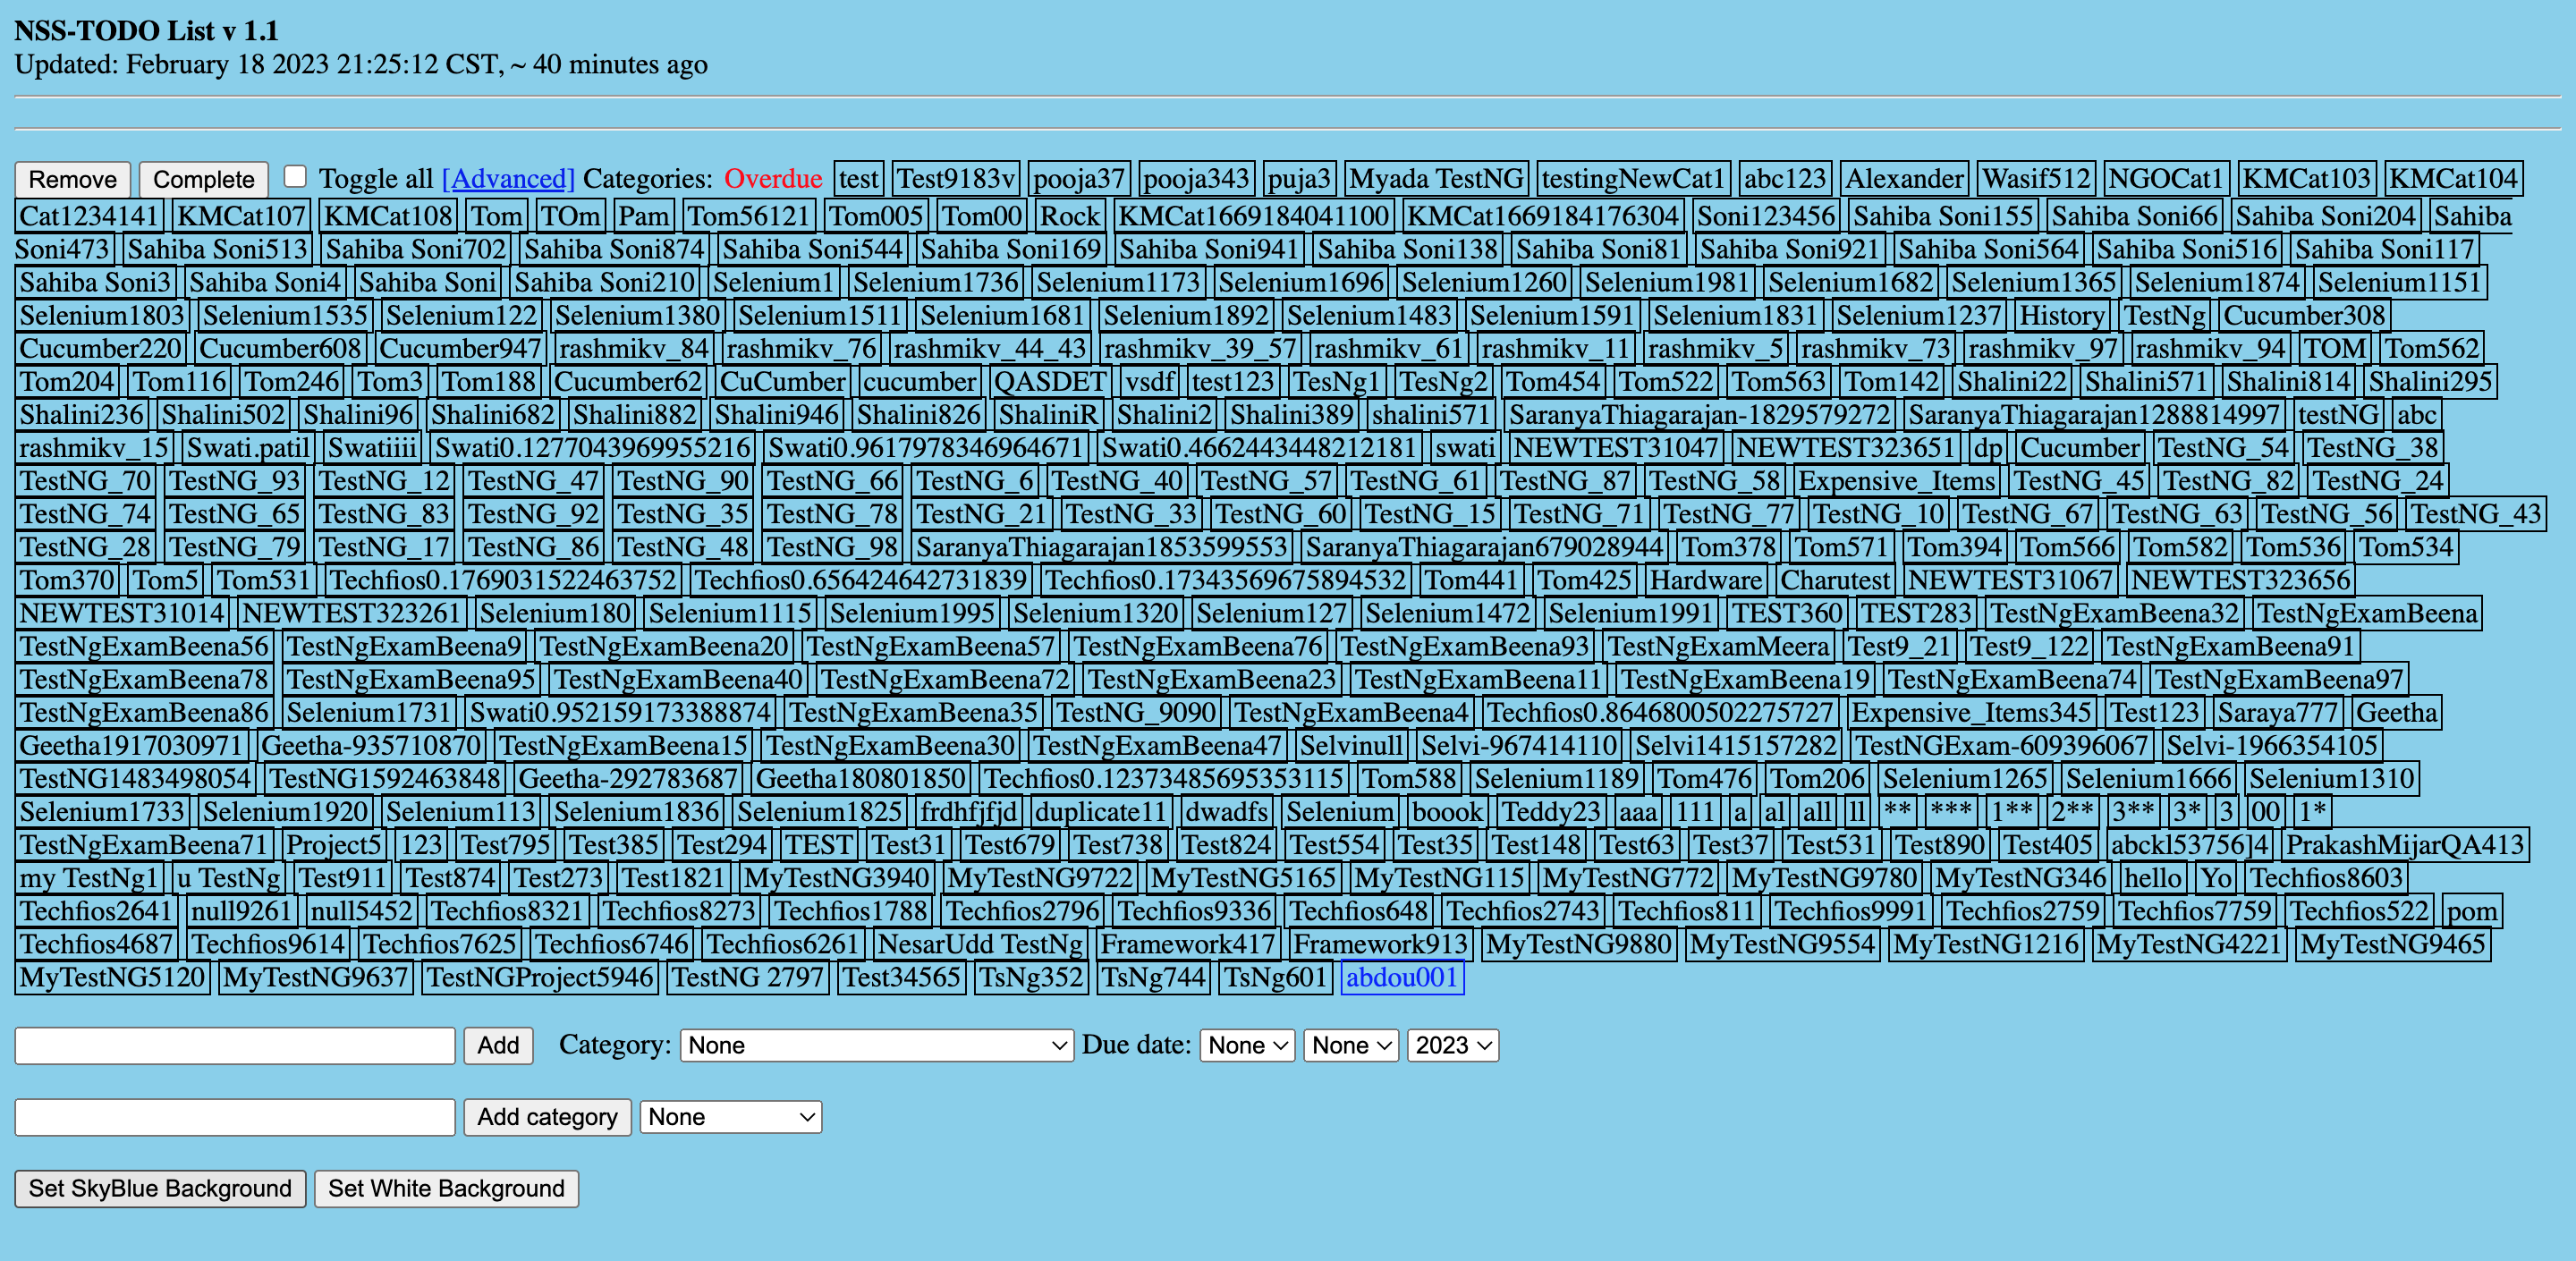 NSS-TODO List v 1.1
Updated: February 18 2023 21:25:12 CST, ~ 40 minutes ago
Remove Complete Toggle all [Advanced] Categories: Overdue test Test9183v pooja37 pooja343 puja3 Myada TestNG testingNewCat1 abc123 Alexander Wasif512 NGOCat1 KMCat103 KMCat104
Cat1234141 KMCat107 KMCat108 Tom TOm Pam Tom56121 Tom005 Tom00 Rock KMCat1669184041100 KMCat1669184176304 Soni123456 Sahiba Soni155 Sahiba Soni66 Sahiba Soni204 Sahiba
Soni473 Sahiba Soni513 Sahiba Soni702 Sahiba Soni874 Sahiba Soni544 Sahiba Soni169 Sahiba Soni941 Sahiba Soni138 Sahiba Soni81 Sahiba Soni921 Sahiba Soni564 Sahiba Soni516 Sahiba Soni117
Sahiba Soni3 Sahiba Soni4 Sahiba Soni Sahiba Soni210 Selenium1 Selenium1736 Selenium1173 Selenium1696 Selenium1260 Selenium1981 Selenium1682 Selenium1365 Selenium1874 Selenium1151
Selenium1803 Selenium1535 Selenium122 Selenium1380 Selenium1511 Selenium1681 Selenium1892 Selenium1483 Selenium1591 Selenium1831 Selenium1237 History TestNg Cucumber308
Cucumber220 Cucumber608 Cucumber947 rashmikv_84 rashmikv_76 rashmikv_44_43 rashmikv_39_57 rashmikv_61 rashmikv_11 rashmikv_5 rashmikv_73 rashmikv_97 rashmikv_94 TOM Tom562
Tom204 Tom116 Tom246 Tom3 Tom188 Cucumber62 CuCumber cucumber QASDET vsdf test123 TesNg1 TesNg2 Tom454 Tom522 Tom563 Tom142 Shalini22 Shalini571 Shalini814 Shalini295
Shalini236 Shalini502 Shalini96 Shalini682 Shalini882 Shalini946 Shalini826 ShaliniR Shalini2 Shalini389 shalini571 SaranyaThiagarajan-1829579272 SaranyaThiagarajan1288814997 testNG abc
rashmikv_15 Swati.patil Swatiiii Swati0.1277043969955216 Swati0.9617978346964671 Swati0.4662443448212181 swati NEWTEST31047 NEWTEST323651 dp Cucumber TestNG_54 TestNG_38
TestNG_70 TestNG_93 TestNG_12 TestNG_47 TestNG_90 TestNG_66 TestNG_6 TestNG_40 TestNG_57 TestNG_61 TestNG_87 TestNG_58 Expensive_Items TestNG_45 TestNG_82 TestNG_24
TestNG_74 TestNG_65 TestNG_83 TestNG_92 TestNG_35 TestNG_78 TestNG_21 TestNG_33 TestNG_60 TestNG_15 TestNG_71 TestNG_77 TestNG_10 TestNG_67 TestNG_63 TestNG_56 TestNG_43
TestNG_28 TestNG_79 TestNG_17 TestNG_86 TestNG_48 TestNG_98 SaranyaThiagarajan1853599553 SaranyaThiagarajan679028944 Tom378 Tom571 Tom394 Tom566 Tom582 Tom536 Tom534
Tom370 Tom5 Tom531 Techfios0.1769031522463752 Techfios0.656424642731839 Techfios0.17343569675894532 Tom441 Tom425 Hardware Charutest NEWTEST31067 NEWTEST323656
NEWTEST31014 NEWTEST323261 Selenium180 Selenium1115 Selenium1995 Selenium1320 Selenium127 Selenium1472 Selenium1991 TEST360 TEST283 TestNgExamBeena32 TestNgExamBeena
TestNgExamBeena56 TestNgExamBeena9 TestNgExamBeena20 TestNgExamBeena57 TestNgExamBeena76 TestNgExamBeena93 TestNgExamMeera Test9_21 Test9_122 TestNgExamBeena91
TestNgExamBeena78 TestNgExamBeena95 TestNgExamBeena40 TestNgExamBeena72 TestNgExamBeena23 TestNgExamBeena11 TestNgExamBeena19 TestNgExamBeena74 TestNgExamBeena97
TestNgExamBeena86 Selenium1731 Swati0.952159173388874 TestNgExamBeena35 TestNG_9090 TestNgExamBeena4 Techfios0.8646800502275727 Expensive_Items345 Test123 Saraya777 Geetha
Geetha1917030971 Geetha-935710870 TestNgExamBeena15 TestNgExamBeena30 TestNgExamBeena47 Selvinull Selvi-967414110 Selvi1415157282 TestNGExam-609396067 Selvi-1966354105
TestNG1483498054 TestNG1592463848 Geetha-292783687 Geetha180801850 Techfios0.12373485695353115 Tom588 Selenium1189 Tom476 Tom206 Selenium1265 Selenium1666 Selenium1310
Selenium1733 Selenium1920 Selenium113 Selenium1836 Selenium1825 frdhfjfjd duplicate11 dwadfs Selenium boook Teddy23 aaa 111 a al all ll ** *** 1** 2** 3** 3* 3 00 1*
TestNgExamBeena71 Project5 123 Test795 Test385 Test294 TEST Test31 Test679 Test738 Test824 Test554 Test35 Test148 Test63 Test37 Test531 Test890 Test405 abckl53756]4 PrakashMijarQA413
my TestNg1 u TestNg Test911 Test874 Test273 Test1821 MyTestNG3940 MyTestNG9722 MyTestNG5165 MyTestNG115 MyTestNG772 MyTestNG9780 MyTestNG346 hello Yo Techfios8603
Techfios2641 null9261 null5452 Techfios8321 Techfios8273 Techfios1788 Techfios2796 Techfios9336 Techfios648 Techfios2743 Techfios811 Techfios9991 Techfios2759 Techfios7759 Techfios522 pom
Techfios4687 Techfios9614 Techfios7625 Techfios6746 Techfios6261 NesarUdd TestNg Framework417 Framework913 MyTestNG9880 MyTestNG9554 MyTestNG1216 MyTestNG4221 MyTestNG9465
MyTestNG5120 MyTestNG9637 TestNGProject5946 TestNG 2797 Test34565 TsNg352 TsNg744 TsNg601 abdou001
Add Category: None Due date: None None 2023
Add category None
Set SkyBlue Background Set White Background